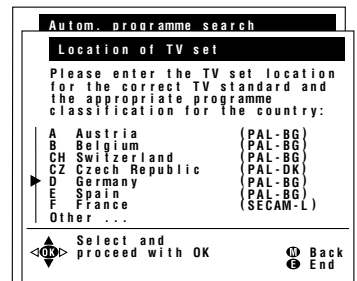 Autom. programme search
Location of TV set
Please enter the TV set location
for the correct TV standard and
the appropriate programme
classification for the country:
A Austria (PAL-BG)
B Belgium (PAL-BG)
CH Switzerland (PAL-BG)
CZ Czech Republic (PAL-DK)
D Germany (PAL-BG)
E Spain (PAL-BG)
F France (SECAM-L)
Other ...
Select and
OK proceed with OK
M Back
E End